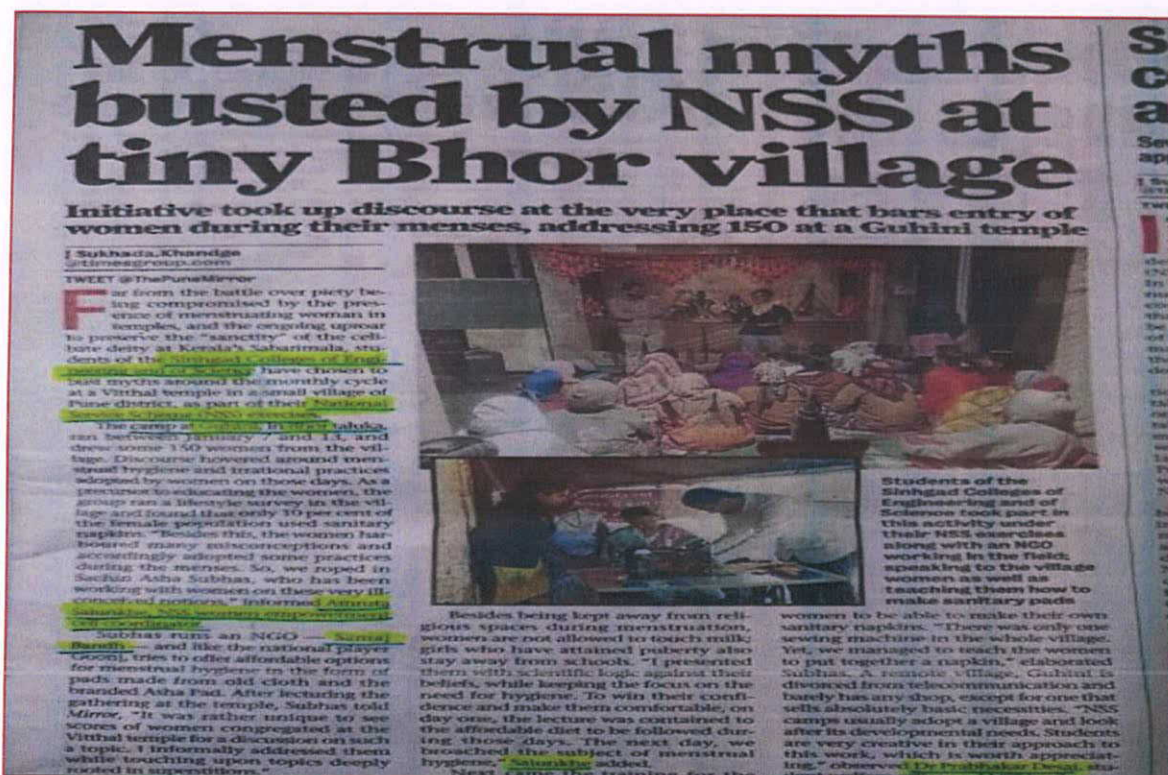 Menstrual myths
busted by NSS at
tiny Bhor village
Initiative took up discourse at the very place that bars entry of
women during their menses, addressing 150 at a Guhini temple
Sukhada.Khandge
@timesgroup.com
TWEET @ThePuneMirror
Far from the battle over piety be-
ing compromised by the pres-
ence of menstruating woman in
temples, and the ongoing uproar
to preserve the "sanctity" of the celi-
bate deity at Kerala's Sabarimala, stu-
dents of the Sinhgad Colleges of Engi-
neering and of Science have chosen to
bust myths around the monthly cycle
at a Vitthal temple in a small village of
Pune district, as part of their National
Service Scheme (NSS) exercises.
The camp at Guhini in Bhor taluka,
ran between January 7 and 13, and
drew some 150 women from the vil-
lage. Discourse hovered around men-
strual hygiene and irrational practices
adopted by women on those days. As a
precursor to educating the women, the
group ran a lifestyle survey in the vil-
lage and found that only 10 per cent of
the female population used sanitary
napkins. "Besides this, the women har-
boured many misconceptions and
accordingly adopted some practices
during the menses. So, we roped in
Sachin Asha Subhas, who has been
working with women on these very ill-
notions," informed Amruta
Salunkhe, NSS women empowerment
cell coordinator.
Subhas runs an NGO — Samaj
Bandh — and like the national player
Goonj, tries to offer affordable options
for menstrual hygiene in the form of
pads made from old cloth and the
branded Asha Pad. After lecturing the
gathering at the temple, Subhas told
Mirror, "It was rather unique to see
scores of women congregated at the
Vitthal temple for a discussion on such
a topic. I informally addressed them
while touching upon topics deeply
rooted in superstitions."
Students of the
Sinhgad Colleges of
Engineering and of
Science took part in
this activity under
their NSS exercises
along with an NGO
working in the field;
speaking to the village
women as well as
teaching them how to
make sanitary pads
Besides being kept away from reli-
gious spaces during menstruation,
women are not allowed to touch milk;
girls who have attained puberty also
stay away from schools. "I presented
them with scientific logic against their
beliefs, while keeping the focus on the
need for hygiene. To win their confi-
dence and make them comfortable, on
day one, the lecture was contained to
the affordable diet to be followed dur-
ing those days. The next day, we
broached the subject of menstrual
hygiene," Salunkhe added.
Next came the training for the
women to be able to make their own
sanitary napkins. "There was only one
sewing machine in the whole village.
Yet, we managed to teach the women
to put together a napkin," elaborated
Subhas. A remote village, Guhini is
divorced from telecommunication and
barely has any shop, except for one that
sells absolutely basic necessities. "NSS
camps usually adopt a village and look
after its developmental needs. Students
are very creative in their approach to
this work, which is worth appreciat-
ing," observed Dr Prabhakar Desai, stu-